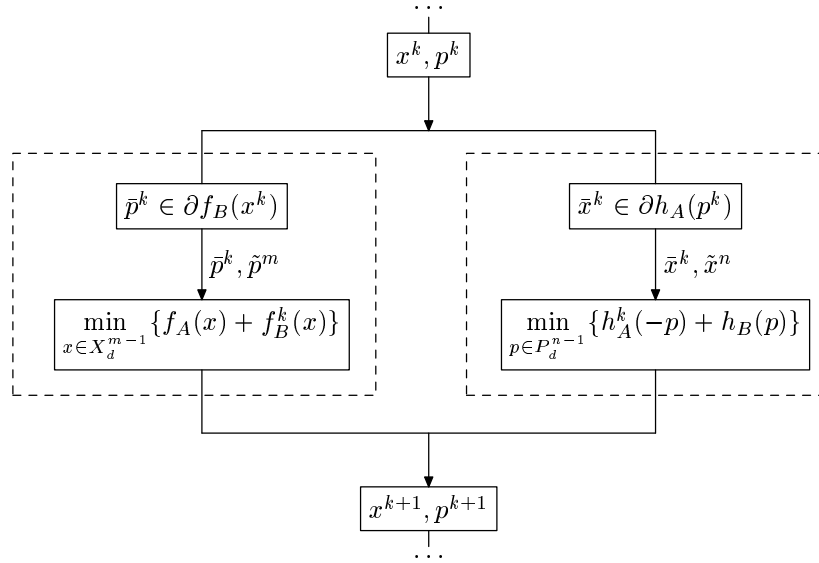 ...
x^k, p^k
p̄^k ∈ ∂f_B(x^k)
x̄^k ∈ ∂h_A(p^k)
p̄^k, p̃^m
x̄^k, x̃^n
min_{x∈X_d^{m-1}} {f_A(x) + f_B^k(x)}
min_{p∈P_d^{n-1}} {h_A^k(-p) + h_B(p)}
x^{k+1}, p^{k+1}
...